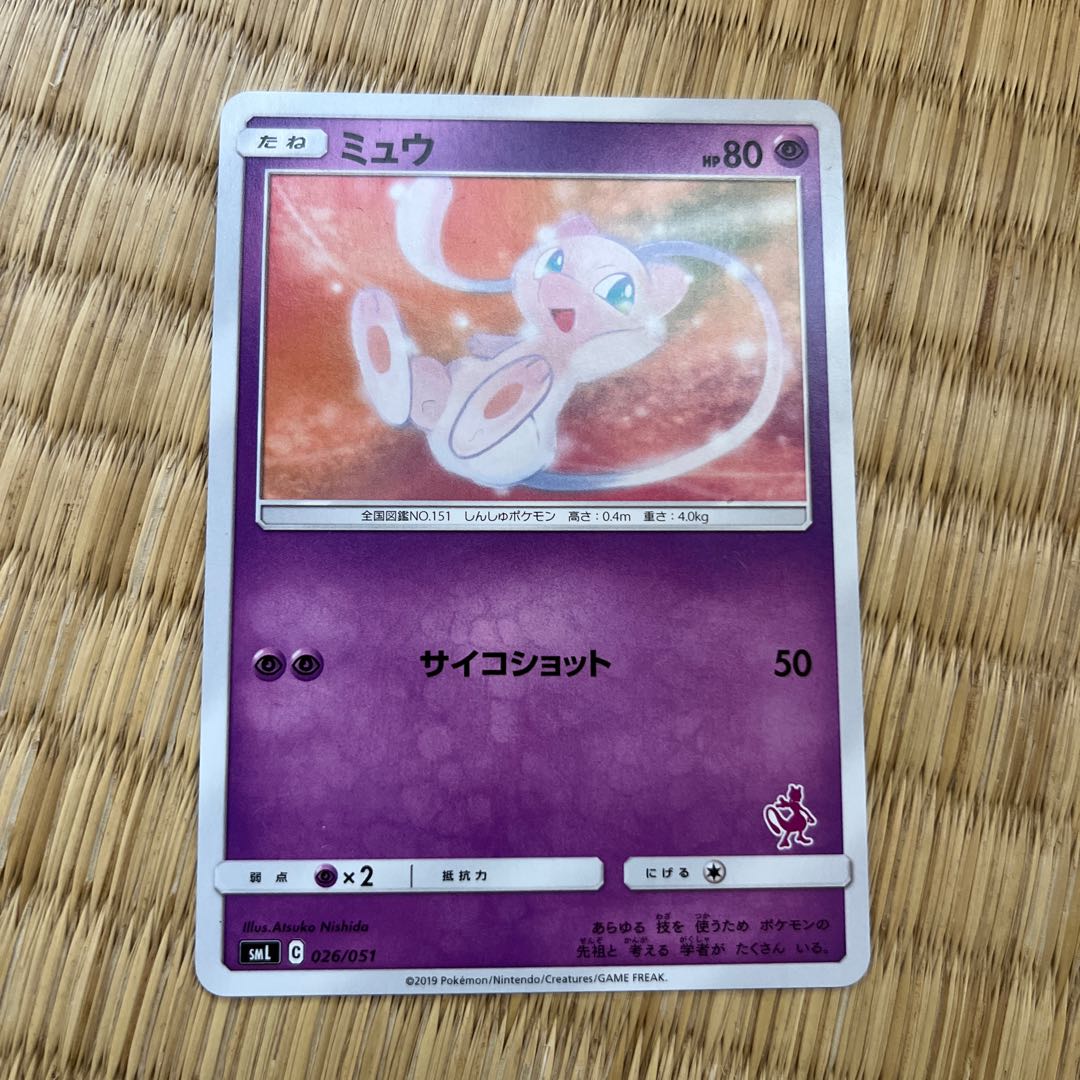 たね ミュウ HP80
全国図鑑NO.151 しんしゅポケモン 高さ:0.4m 重さ:4.0kg
サイコショット 50
弱点 ×2 抵抗力 にげる
Illus.Atsuko Nishida
SML C 026/051
あらゆる 技を 使うため ポケモンの
先祖と 考える 学者が たくさん いる。
©2019 Pokémon/Nintendo/Creatures/GAME FREAK.